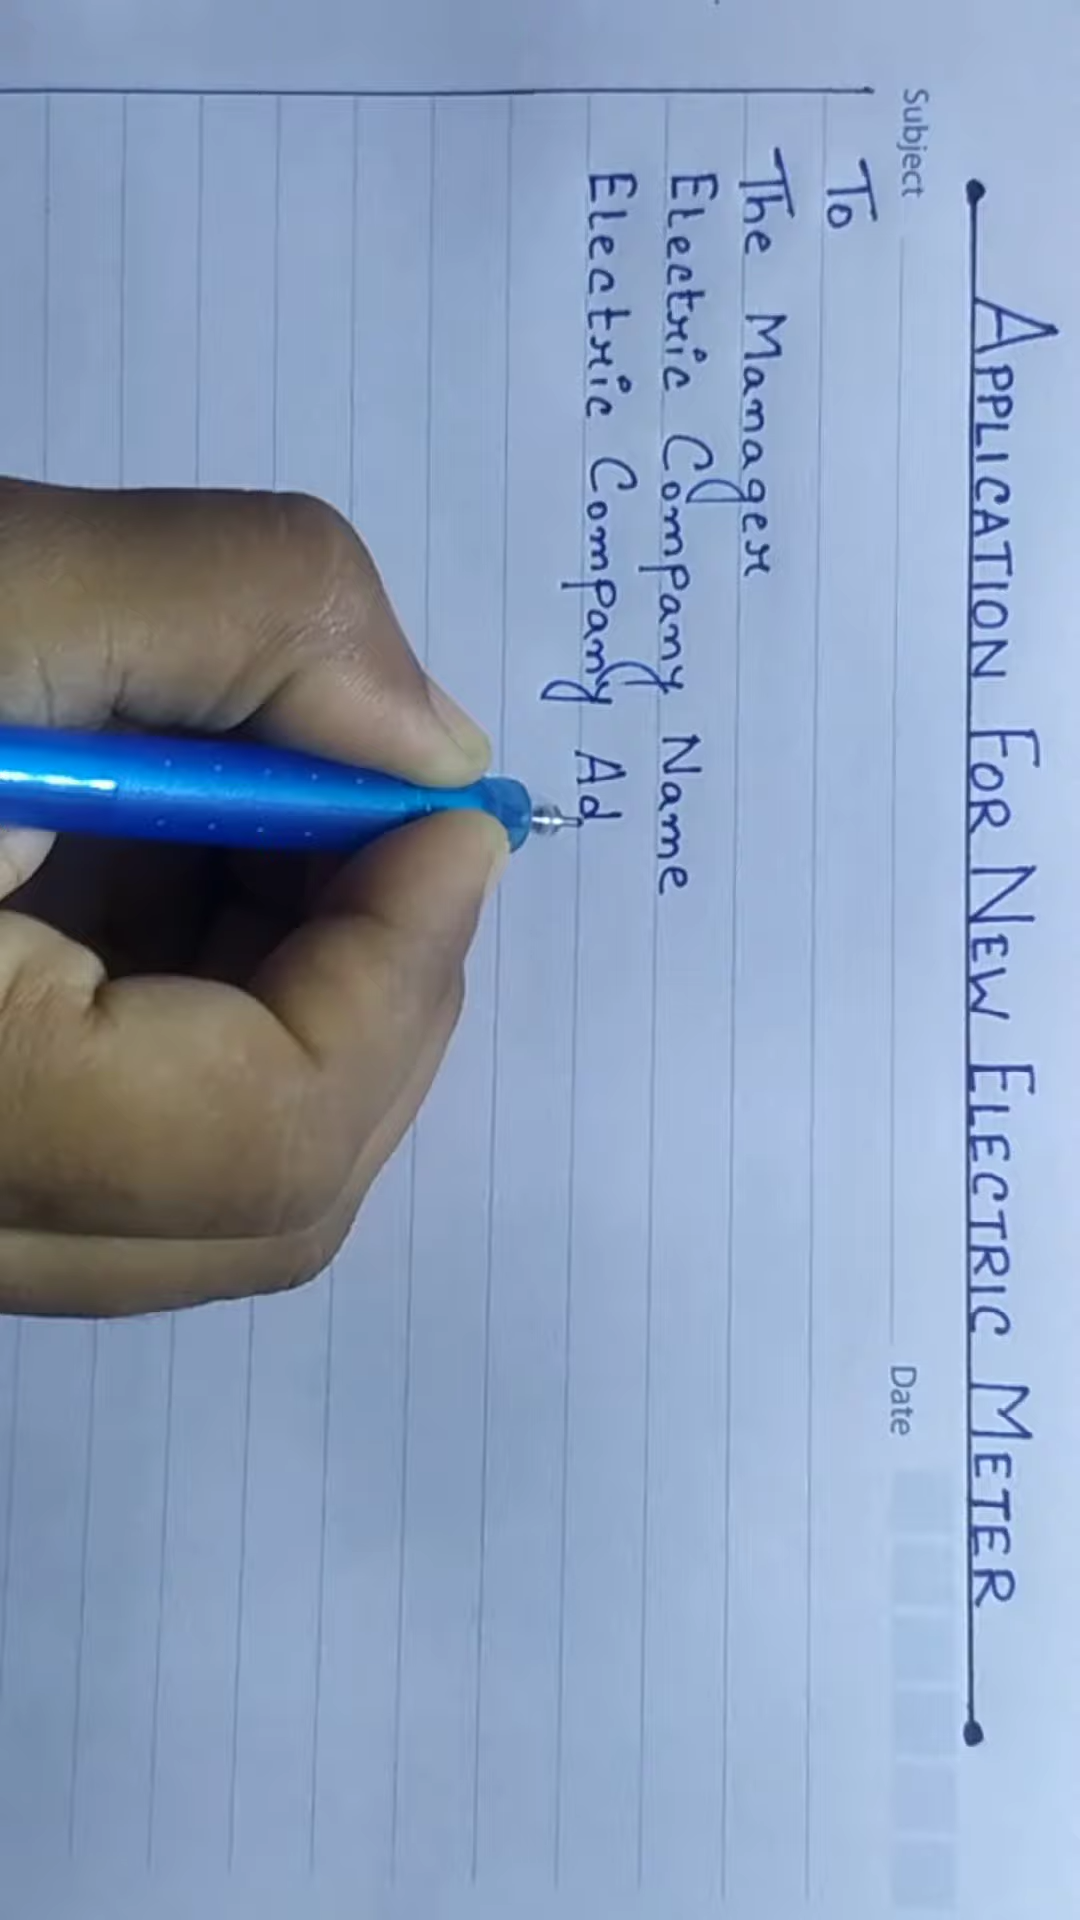 APPLICATION FOR NEW ELECTRIC METER
Subject Date
To
The Manager
Electric Company Name
Electric Company Ad